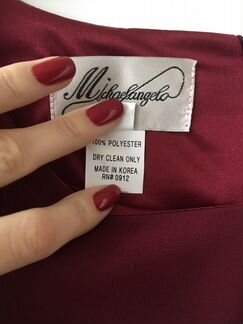 Michaelangelo
100% POLYESTER
DRY CLEAN ONLY
MADE IN KOREA
RN# 0912